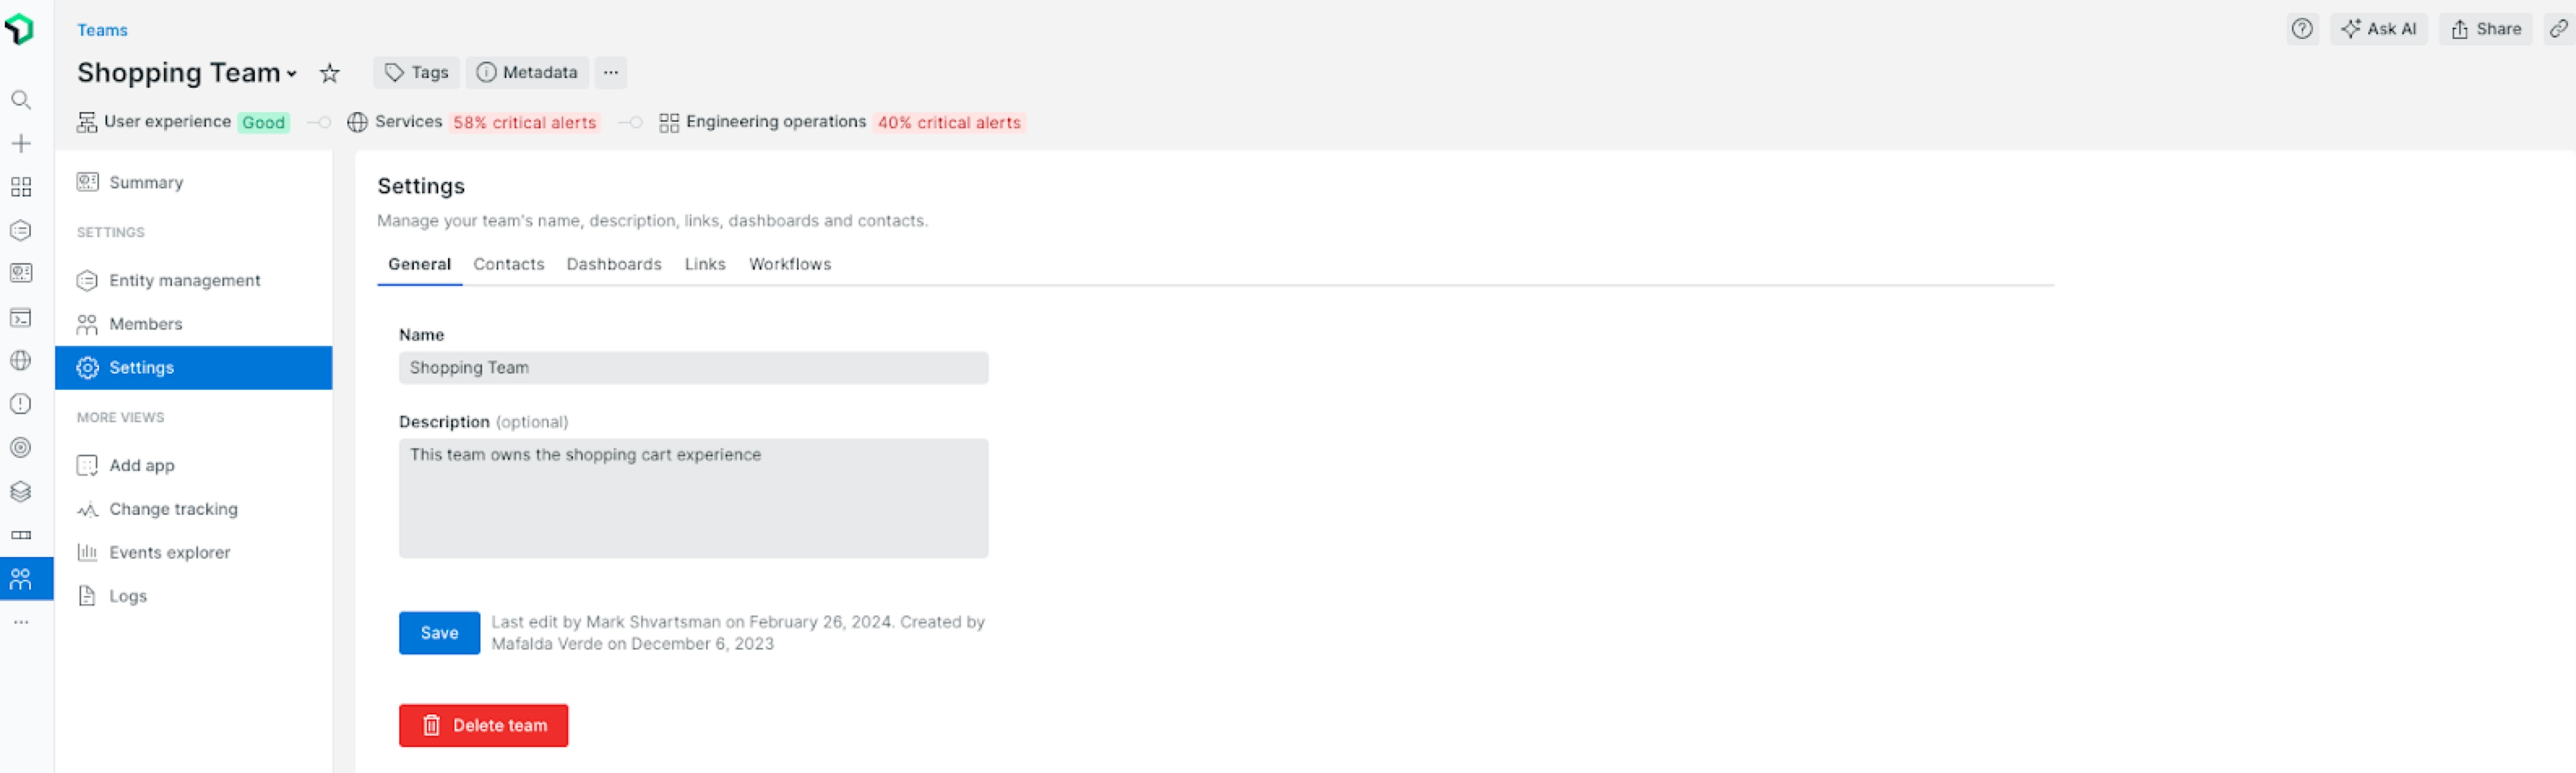 Teams
Ask AI
Share
Shopping Team
Tags
Metadata
User experience Good
Services 58% critical alerts
Engineering operations 40% critical alerts
Summary
SETTINGS
Entity management
Members
Settings
MORE VIEWS
Add app
Change tracking
Events explorer
Logs
Settings
Manage your team's name, description, links, dashboards and contacts.
General Contacts Dashboards Links Workflows
Name
Shopping Team
Description (optional)
This team owns the shopping cart experience
Save
Last edit by Mark Shvartsman on February 26, 2024. Created by
Mafalda Verde on December 6, 2023
Delete team